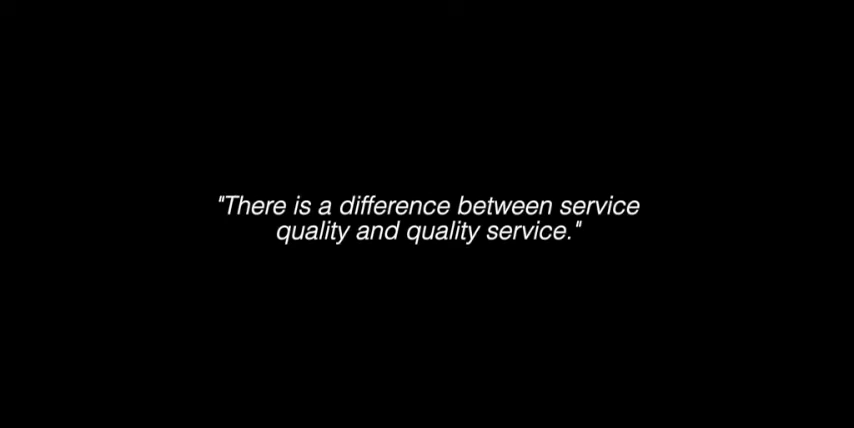 "There is a difference between service
quality and quality service."